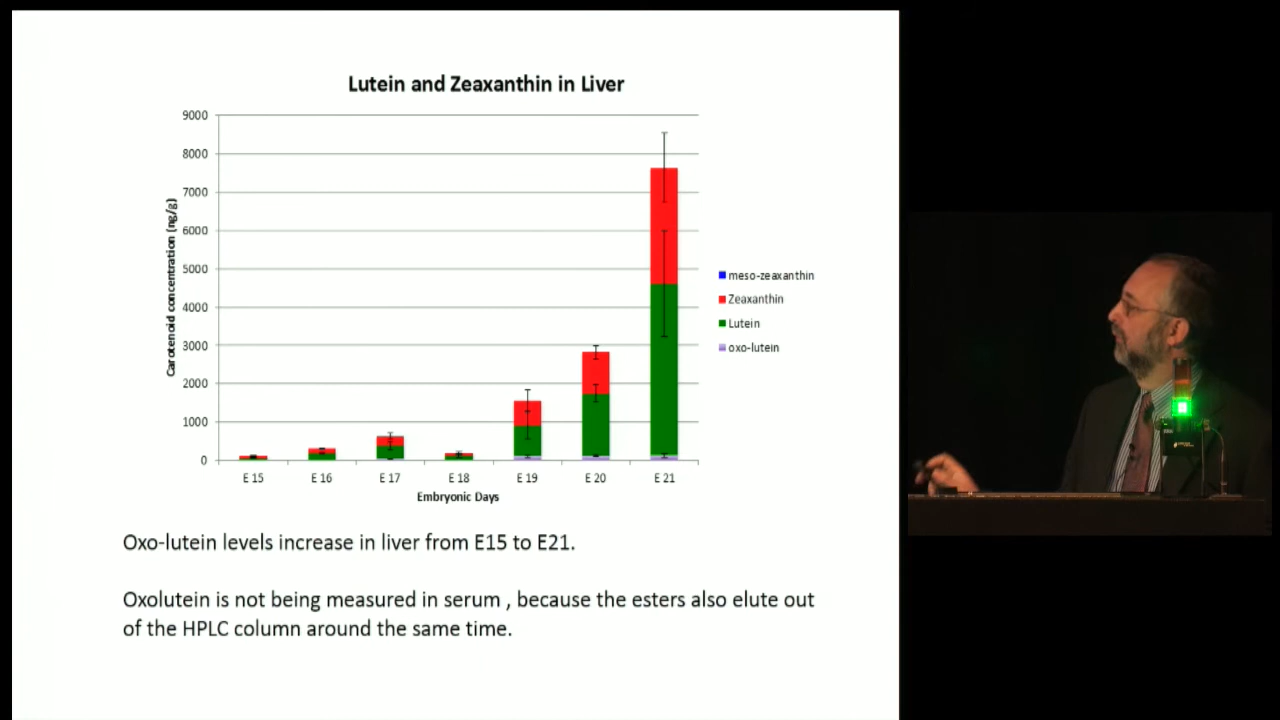 Lutein and Zeaxanthin in Liver
9000
8000
7000
6000
5000
4000
3000
2000
1000
0
Carotenoid concentration (ng/g)
E 15 E 16 E 17 E 18 E 19 E 20 E 21
Embryonic Days
meso-zeaxanthin
Zeaxanthin
Lutein
oxo-lutein
Oxo-lutein levels increase in liver from E15 to E21.
Oxolutein is not being measured in serum , because the esters also elute out
of the HPLC column around the same time.